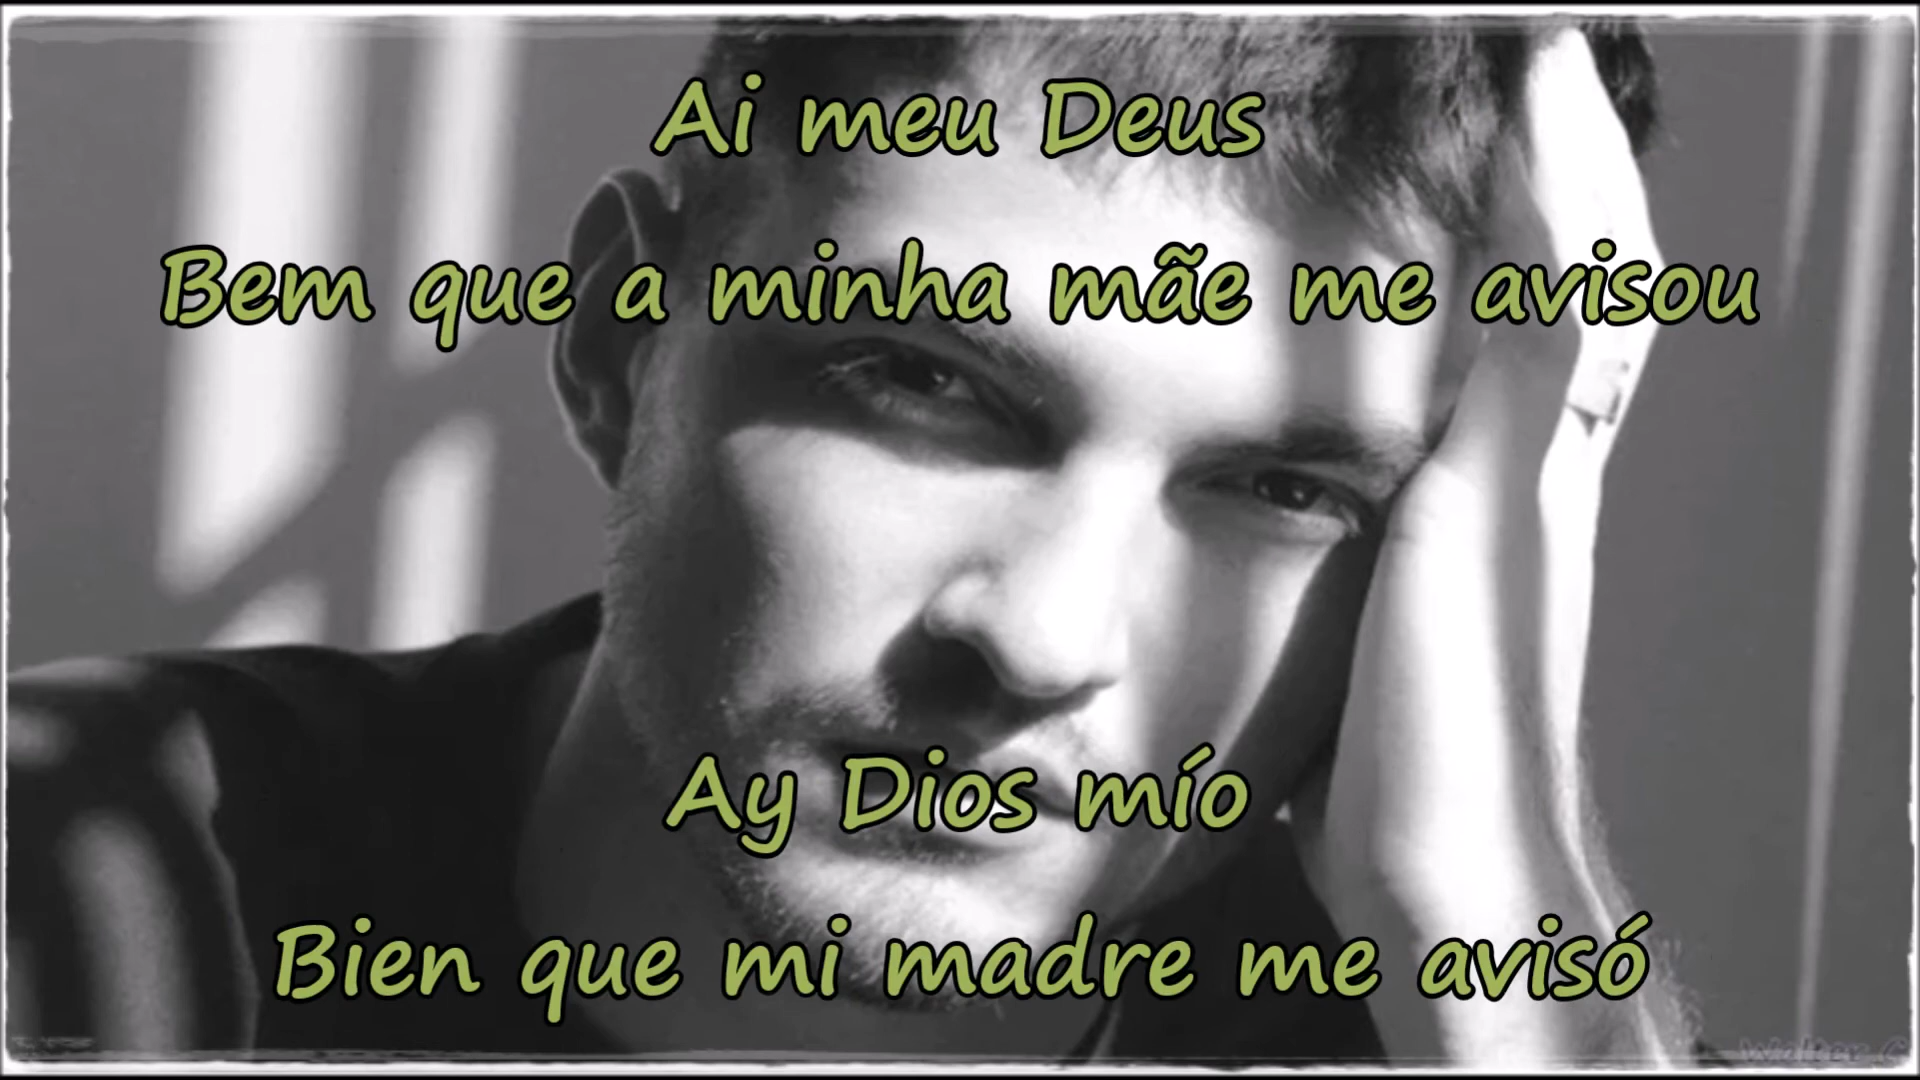 Ai meu Deus
Bem que a minha mãe me avisou
Ay Dios mío
Bien que mi madre me avisó